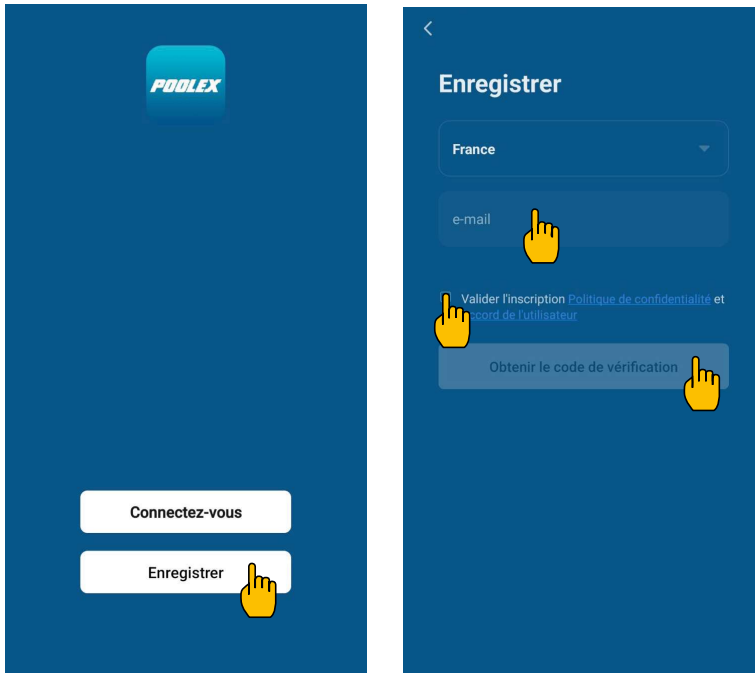 POOLEX
Connectez-vous
Enregistrer
Enregistrer
France
e-mail
Valider l'inscription Politique de confidentialité et
ccord de l'utilisateur
Obtenir le code de vérification